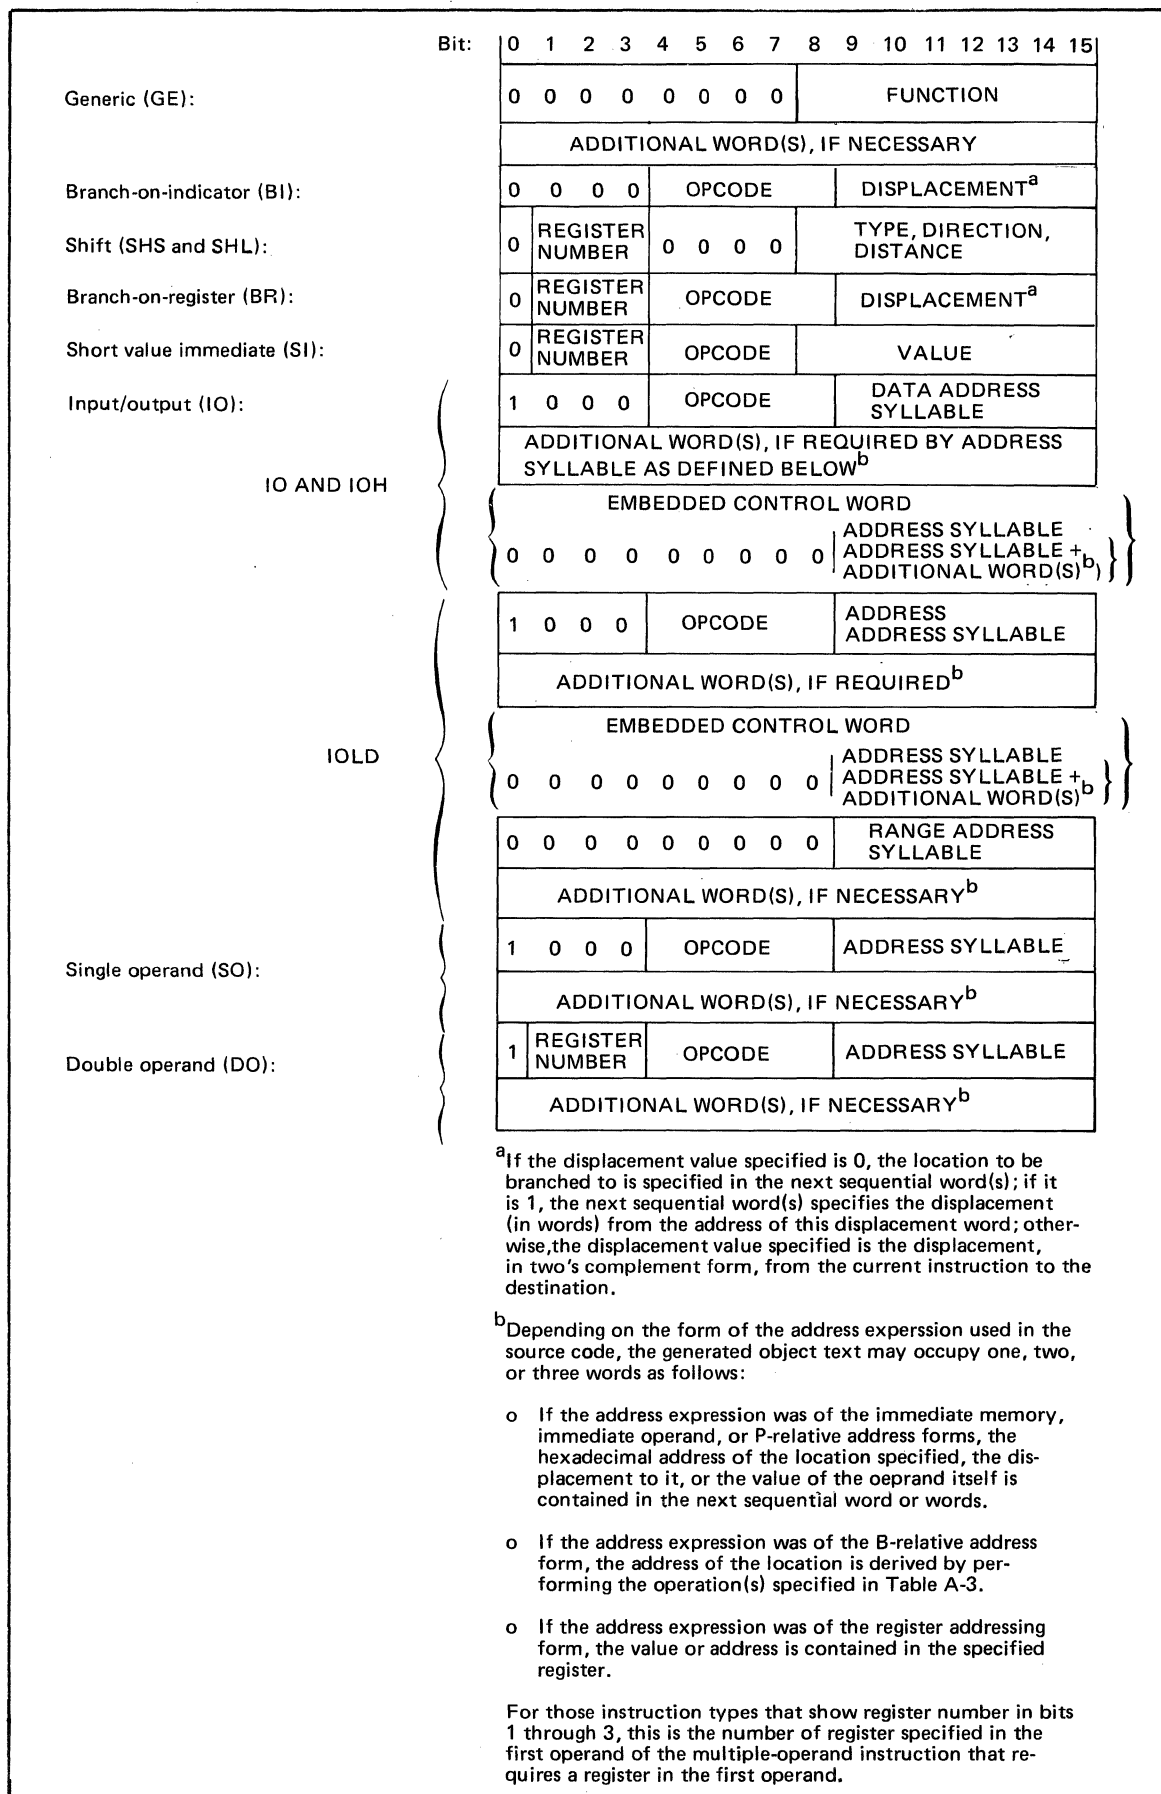 Bit: 0 1 2 3 4 5 6 7 8 9 10 11 12 13 14 15
Generic (GE): 0 0 0 0 0 0 0 0 FUNCTION
ADDITIONAL WORD(S), IF NECESSARY
Branch-on-indicator (BI): 0 0 0 0 OPCODE DISPLACEMENTa
Shift (SHS and SHL): 0 REGISTER NUMBER 0 0 0 0 TYPE, DIRECTION, DISTANCE
Branch-on-register (BR): 0 REGISTER NUMBER OPCODE DISPLACEMENTa
Short value immediate (SI): 0 REGISTER NUMBER OPCODE VALUE
Input/output (IO): 1 0 0 0 OPCODE DATA ADDRESS SYLLABLE
ADDITIONAL WORD(S), IF REQUIRED BY ADDRESS
SYLLABLE AS DEFINED BELOWb
IO AND IOH
EMBEDDED CONTROL WORD
0 0 0 0 0 0 0 0 0 ADDRESS SYLLABLE
ADDRESS SYLLABLE +
ADDITIONAL WORD(S)b)
1 0 0 0 OPCODE ADDRESS
ADDRESS SYLLABLE
ADDITIONAL WORD(S), IF REQUIREDb
EMBEDDED CONTROL WORD
IOLD
0 0 0 0 0 0 0 0 0 ADDRESS SYLLABLE
ADDRESS SYLLABLE +
ADDITIONAL WORD(S)b
0 0 0 0 0 0 0 0 0 RANGE ADDRESS
SYLLABLE
ADDITIONAL WORD(S), IF NECESSARYb
1 0 0 0 OPCODE ADDRESS SYLLABLE
Single operand (SO):
ADDITIONAL WORD(S), IF NECESSARYb
1 REGISTER NUMBER OPCODE ADDRESS SYLLABLE
Double operand (DO):
ADDITIONAL WORD(S), IF NECESSARYb
aIf the displacement value specified is 0, the location to be
branched to is specified in the next sequential word(s); if it
is 1, the next sequential word(s) specifies the displacement
(in words) from the address of this displacement word; other-
wise,the displacement value specified is the displacement,
in two's complement form, from the current instruction to the
destination.
bDepending on the form of the address experssion used in the
source code, the generated object text may occupy one, two,
or three words as follows:
o If the address expression was of the immediate memory,
immediate operand, or P-relative address forms, the
hexadecimal address of the location specified, the dis-
placement to it, or the value of the oeprand itself is
contained in the next sequential word or words.
o If the address expression was of the B-relative address
form, the address of the location is derived by per-
forming the operation(s) specified in Table A-3.
o If the address expression was of the register addressing
form, the value or address is contained in the specified
register.
For those instruction types that show register number in bits
1 through 3, this is the number of register specified in the
first operand of the multiple-operand instruction that re-
quires a register in the first operand.